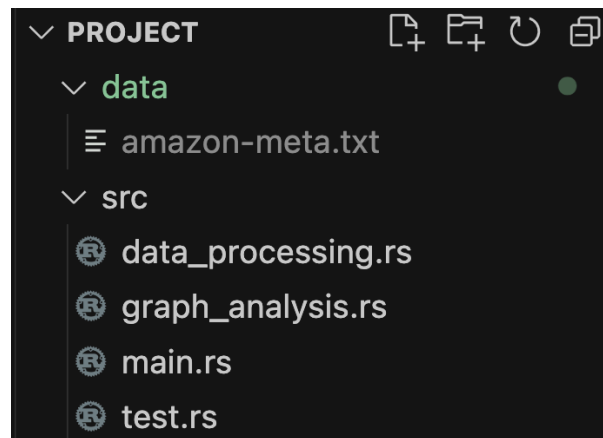 PROJECT
data
amazon-meta.txt
src
data_processing.rs
graph_analysis.rs
main.rs
test.rs